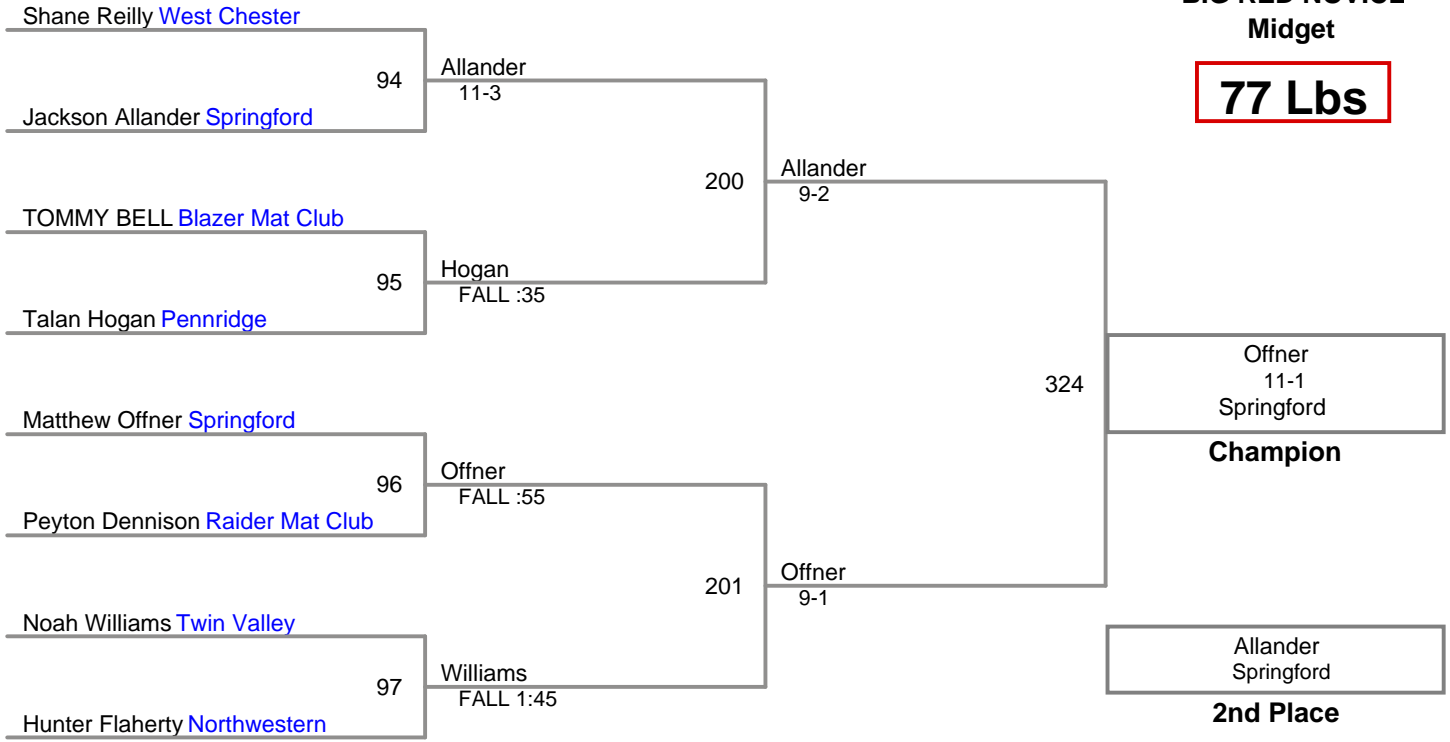 Midget
77 Lbs
Shane Reilly West Chester
94
Allander
11-3
Jackson Allander Springford
200
Allander
9-2
TOMMY BELL Blazer Mat Club
95
Hogan
FALL :35
Talan Hogan Pennridge
324
Offner
11-1
Springford
Champion
Matthew Offner Springford
96
Offner
FALL :55
Peyton Dennison Raider Mat Club
201
Offner
9-1
Noah Williams Twin Valley
97
Williams
FALL 1:45
Hunter Flaherty Northwestern
Allander
Springford
2nd Place